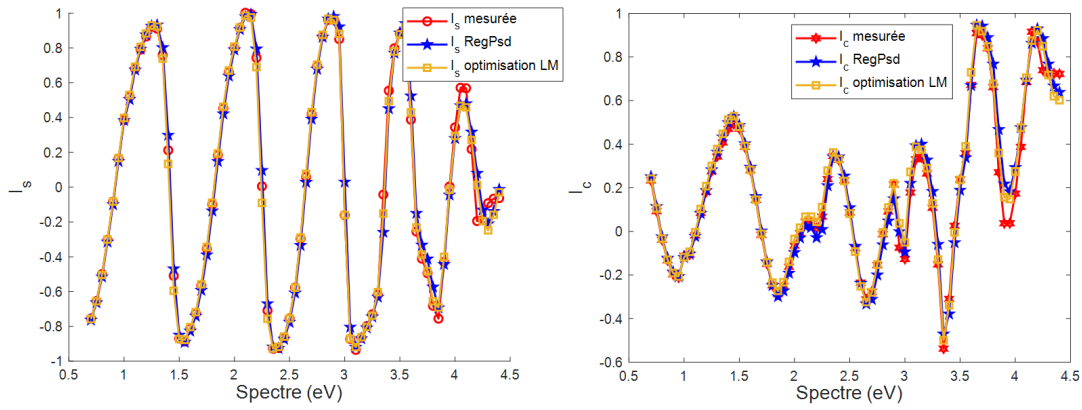 1
0.8
0.6
0.4
0.2
0
-0.2
-0.4
-0.6
-0.8
-1
I_s
I_s mesurée
I_s RegPsd
I_s optimisation LM
0.5 1 1.5 2 2.5 3 3.5 4 4.5
Spectre (eV)
1
0.8
0.6
0.4
0.2
0
-0.2
-0.4
-0.6
I_c
I_c mesurée
I_c RegPsd
I_c optimisation LM
0.5 1 1.5 2 2.5 3 3.5 4 4.5
Spectre (eV)